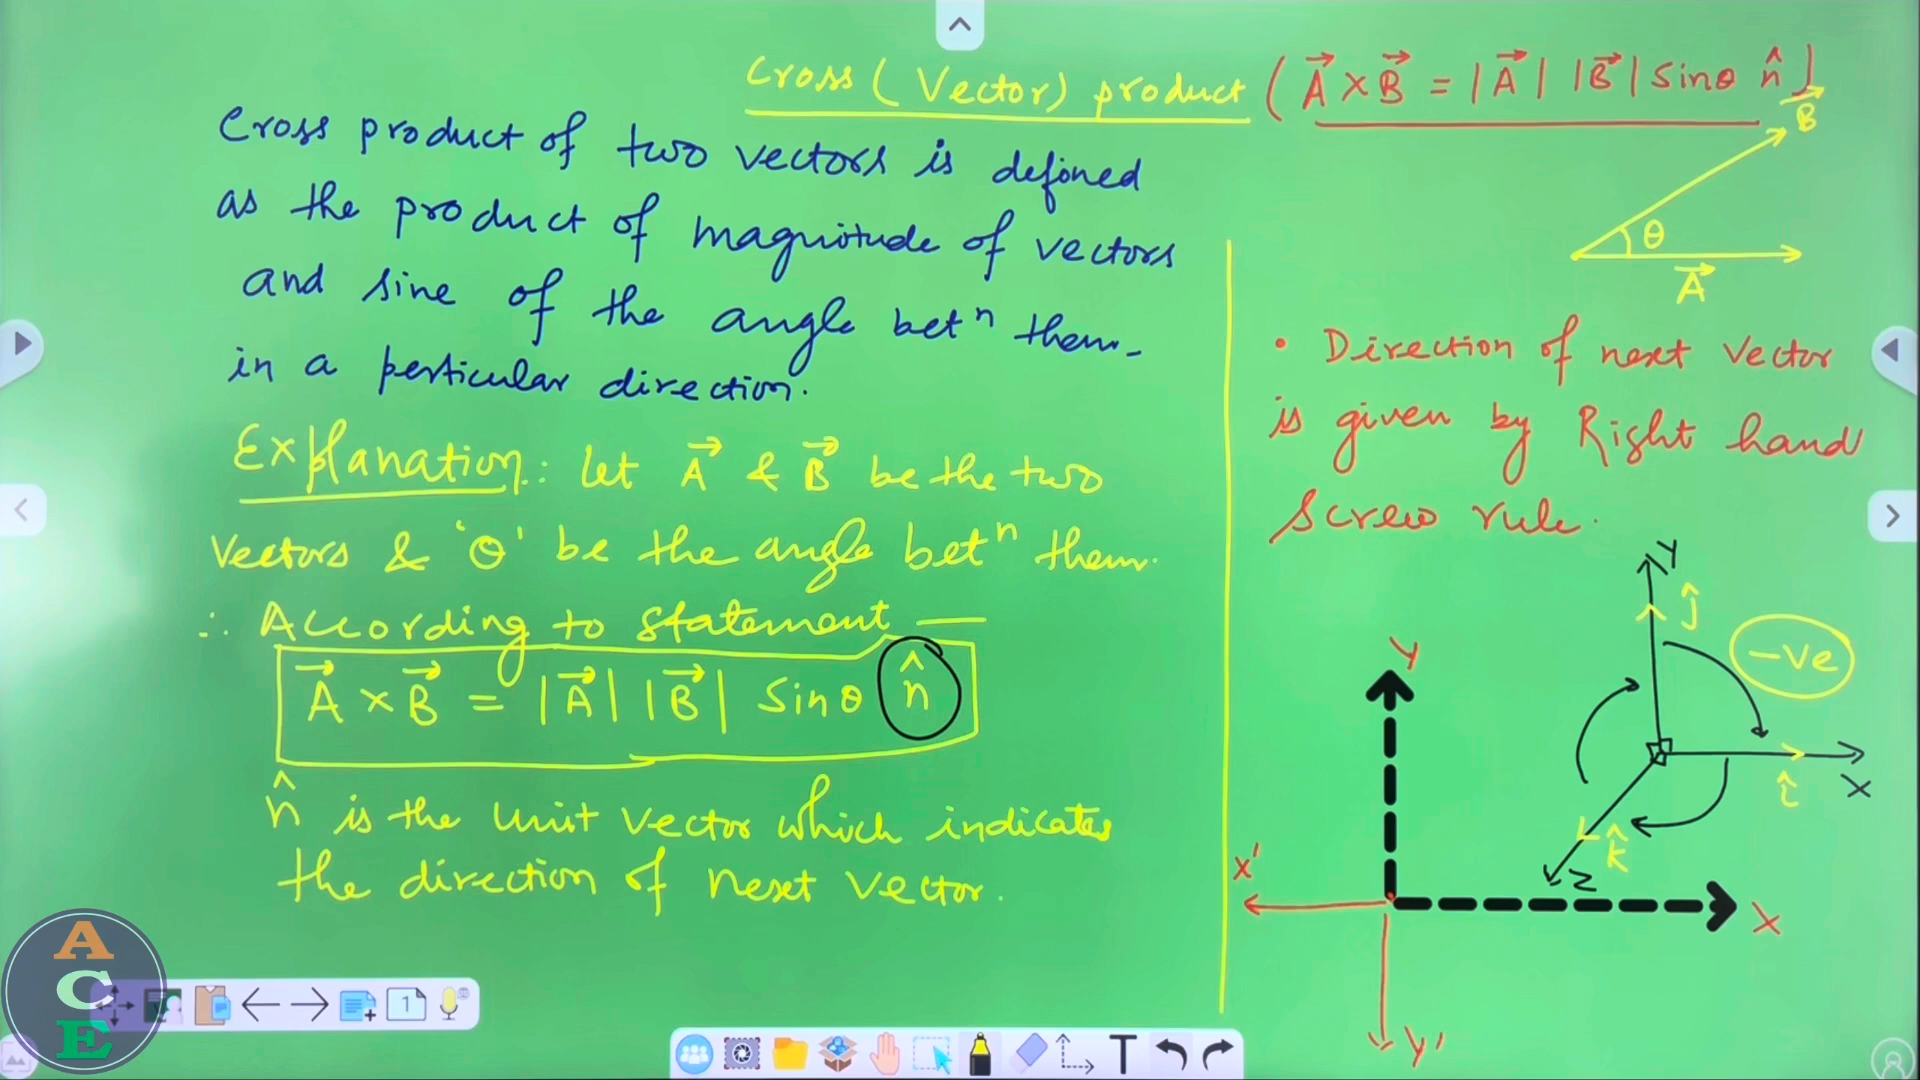 Cross (Vector) product ( A⃗ × B⃗ = |A⃗| |B⃗| Sinθ n̂ )
Cross product of two vectors is defined
as the product of magnitude of vectors
and sine of the angle betⁿ them
in a perticular direction.
Explanation: let A⃗ & B⃗ be the two
vectors & 'θ' be the angle betⁿ them.
∴ According to statement —
A⃗ × B⃗ = |A⃗| |B⃗| Sinθ n̂
n̂ is the unit vector which indicates
the direction of next vector.
B⃗
θ
A⃗
• Direction of next vector
is given by Right hand
screw rule.
Y
ĵ
-ve
î
X
k̂
Z
Y
X'
X
Y'
A
C
E
1
T